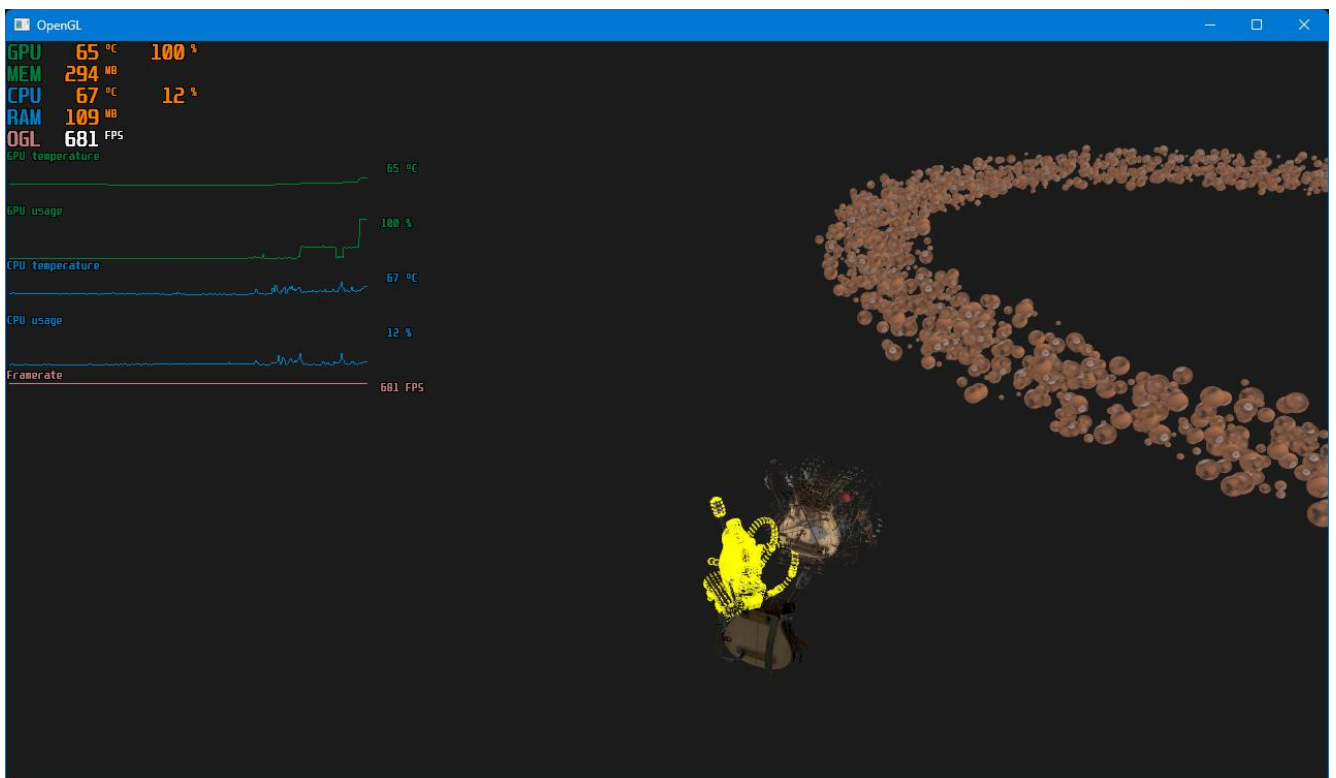 OpenGL
GPU 65 °C 100 %
MEM 294 MB
CPU 67 °C 12 %
RAM 109 MB
OGL 681 FPS
GPU temperature
65 °C
GPU usage
100 %
CPU temperature
67 °C
CPU usage
12 %
Framerate
681 FPS